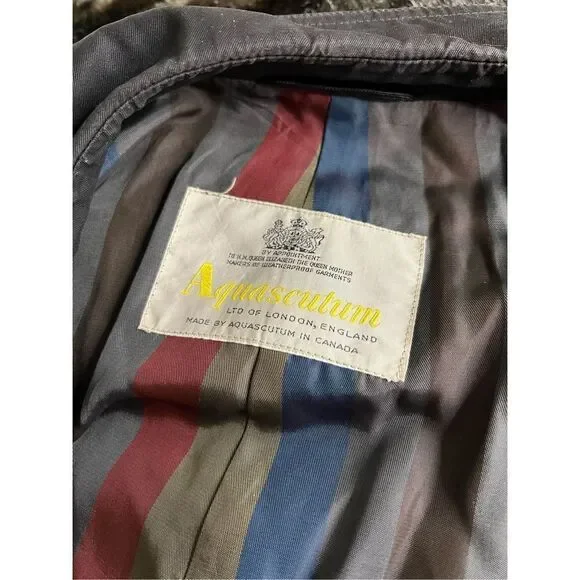 BY APPOINTMENT
TO H.M. QUEEN ELIZABETH THE QUEEN MOTHER
MAKERS OF WEATHERPROOF GARMENTS
Aquascutum
LTD OF LONDON, ENGLAND
MADE BY AQUASCUTUM IN CANADA